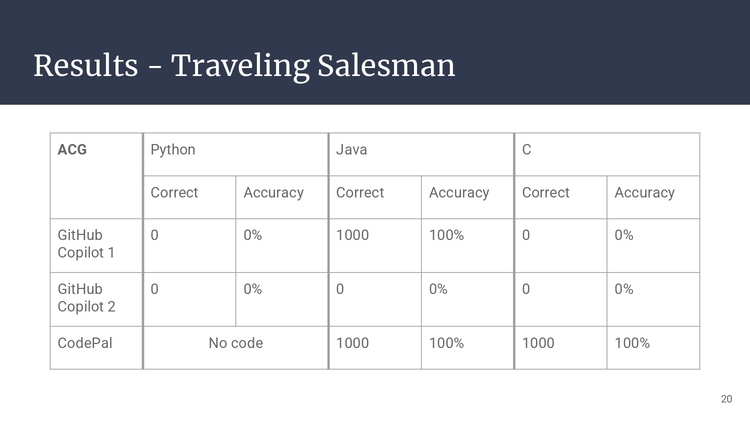 Results - Traveling Salesman
ACG Python Java C
Correct Accuracy Correct Accuracy Correct Accuracy
GitHub Copilot 1 0 0% 1000 100% 0 0%
GitHub Copilot 2 0 0% 0 0% 0 0%
CodePal No code 1000 100% 1000 100%
20